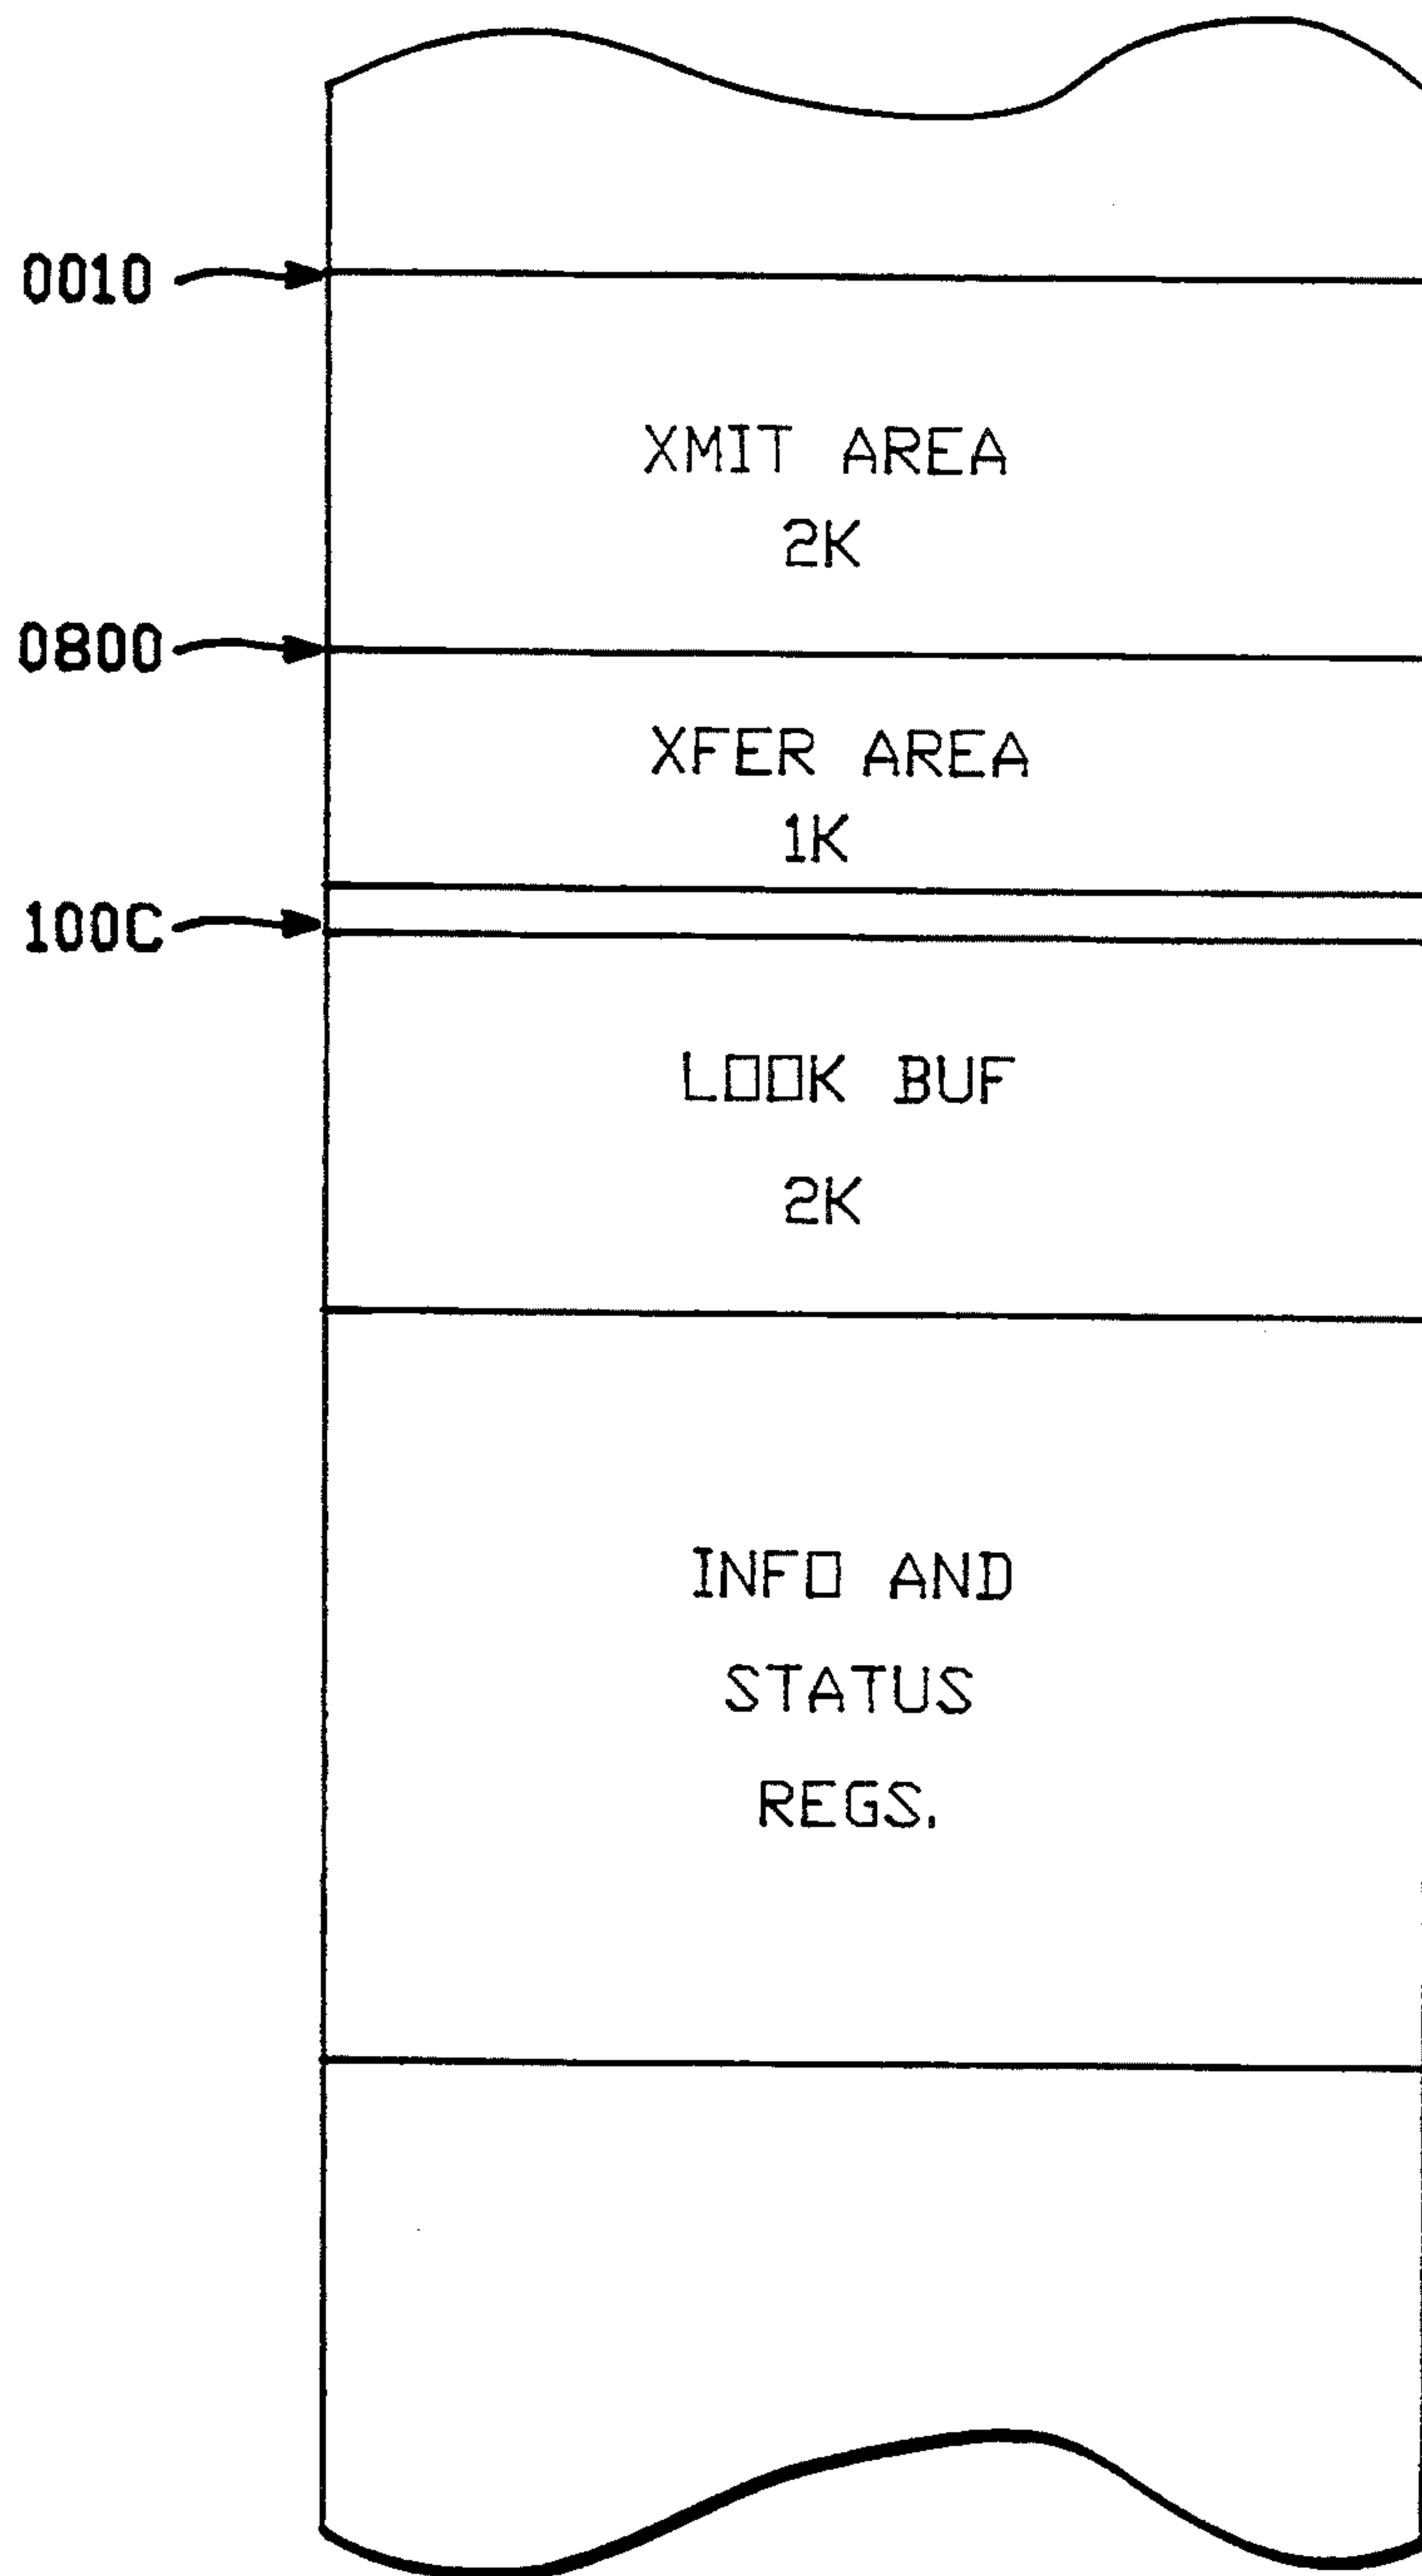 0010
XMIT AREA
2K
0800
XFER AREA
1K
100C
LOOK BUF
2K
INFO AND
STATUS
REGS.